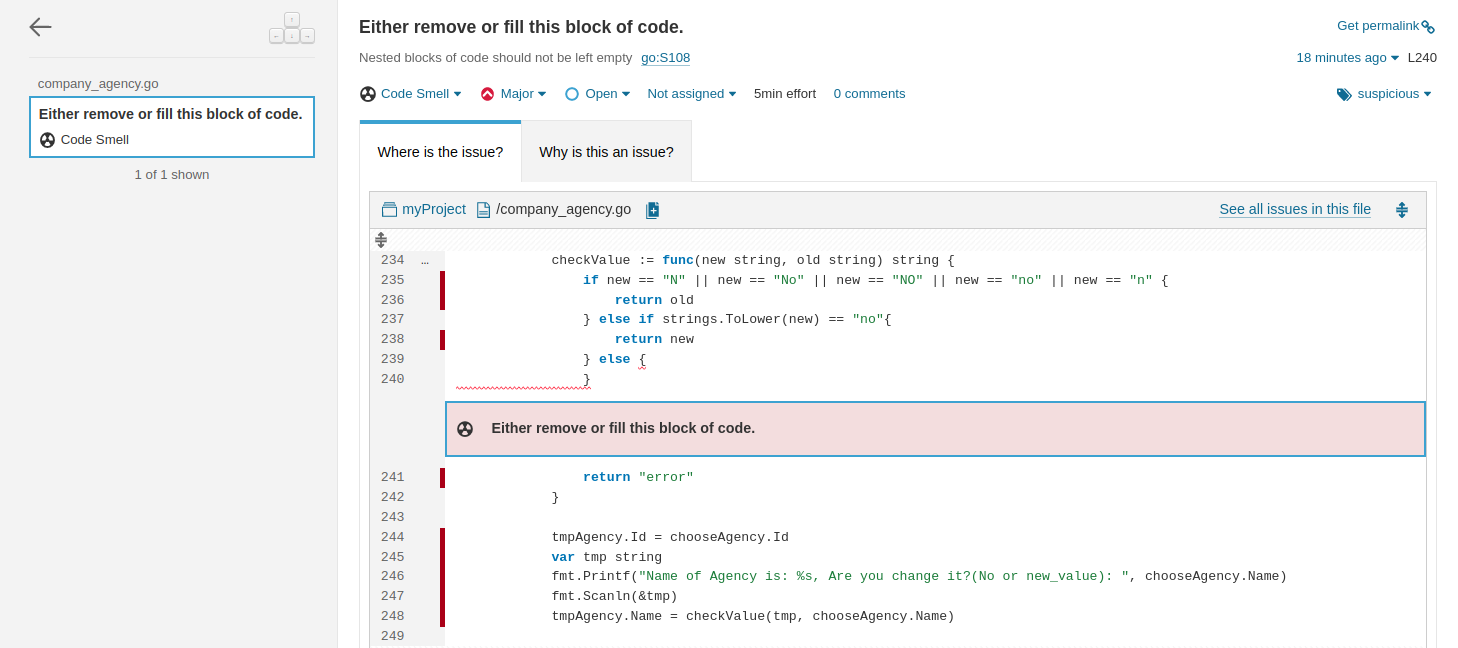 company_agency.go
Either remove or fill this block of code.
Code Smell
1 of 1 shown
Either remove or fill this block of code.
Get permalink
Nested blocks of code should not be left empty go:S108
18 minutes ago L240
Code Smell Major Open Not assigned 5min effort 0 comments
suspicious
Where is the issue? Why is this an issue?
myProject /company_agency.go
See all issues in this file
234 … checkValue := func(new string, old string) string {
235 if new == "N" || new == "No" || new == "NO" || new == "no" || new == "n" {
236 return old
237 } else if strings.ToLower(new) == "no"{
238 return new
239 } else {
240 }
Either remove or fill this block of code.
241 return "error"
242 }
243
244 tmpAgency.Id = chooseAgency.Id
245 var tmp string
246 fmt.Printf("Name of Agency is: %s, Are you change it?(No or new_value): ", chooseAgency.Name)
247 fmt.Scanln(&tmp)
248 tmpAgency.Name = checkValue(tmp, chooseAgency.Name)
249